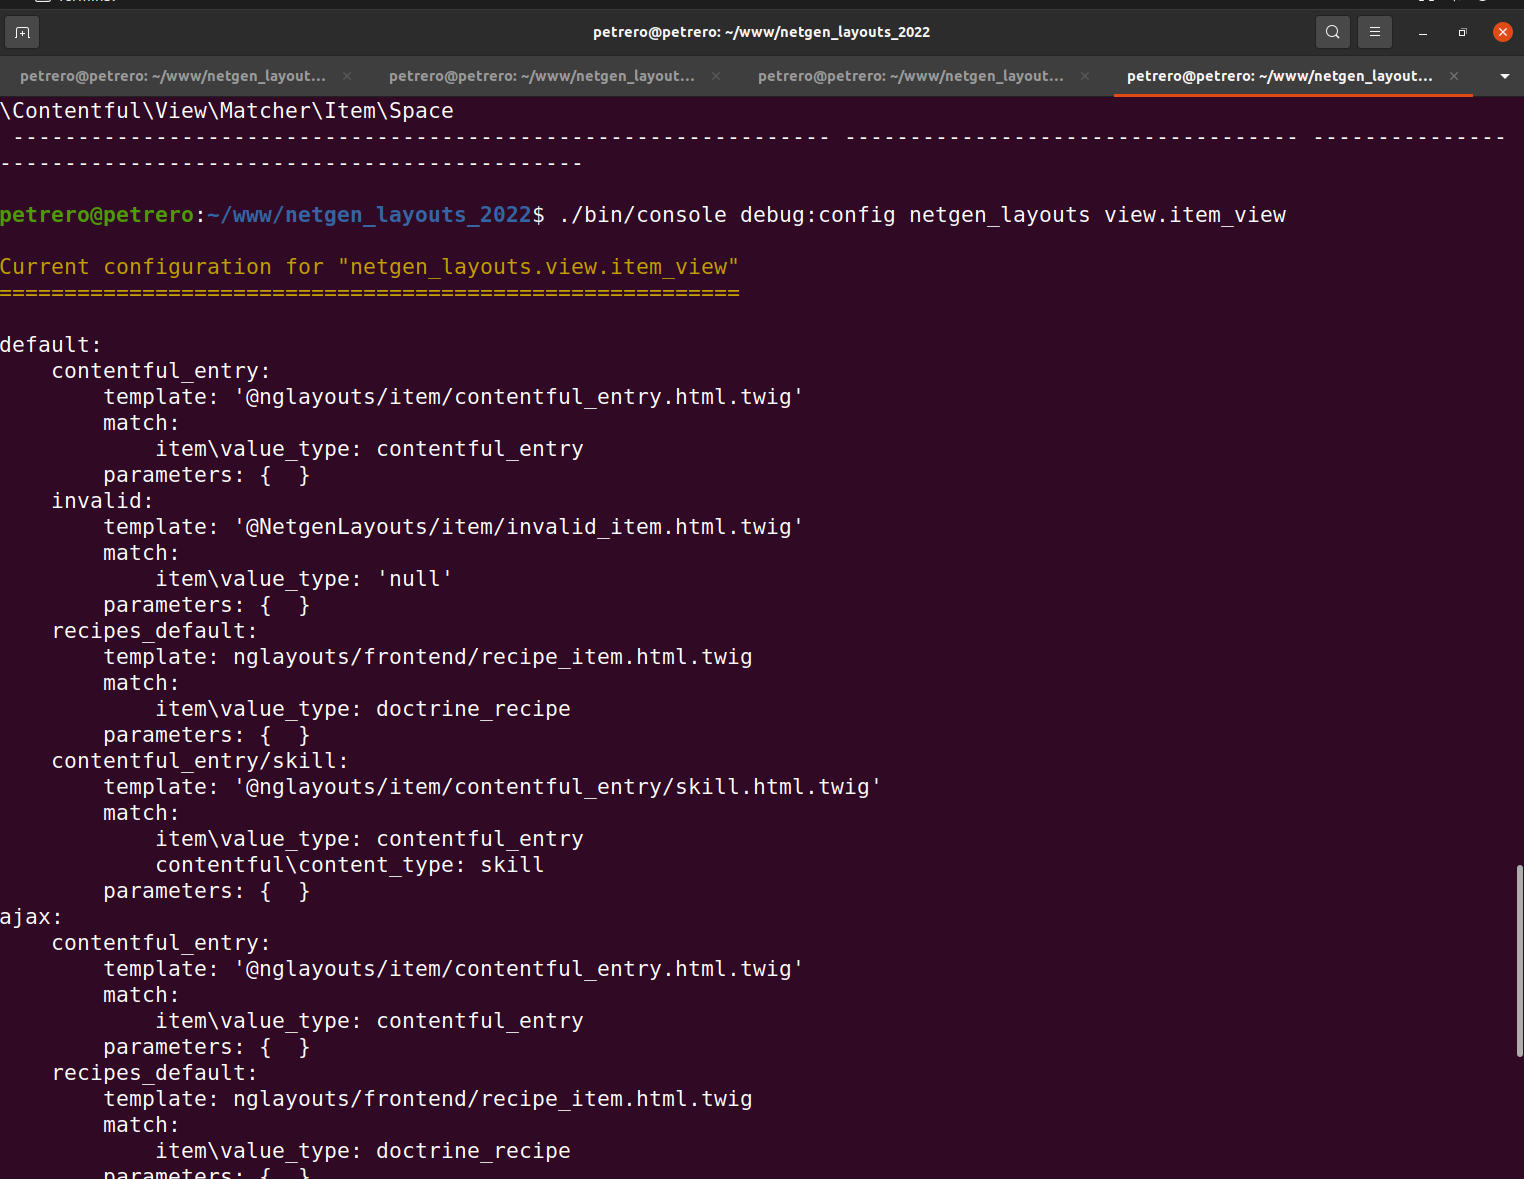 petrero@petrero: ~/www/netgen_layouts_2022
petrero@petrero: ~/www/netgen_layout... × petrero@petrero: ~/www/netgen_layout... × petrero@petrero: ~/www/netgen_layout... × petrero@petrero: ~/www/netgen_layout... ×
\Contentful\View\Matcher\Item\Space
--------------------------------------------------------------- ----------------------------------- ---------------
---------------------------------------------
petrero@petrero:~/www/netgen_layouts_2022$ ./bin/console debug:config netgen_layouts view.item_view
Current configuration for "netgen_layouts.view.item_view"
=========================================================
default:
    contentful_entry:
        template: '@nglayouts/item/contentful_entry.html.twig'
        match:
            item\value_type: contentful_entry
        parameters: {  }
    invalid:
        template: '@NetgenLayouts/item/invalid_item.html.twig'
        match:
            item\value_type: 'null'
        parameters: {  }
    recipes_default:
        template: nglayouts/frontend/recipe_item.html.twig
        match:
            item\value_type: doctrine_recipe
        parameters: {  }
    contentful_entry/skill:
        template: '@nglayouts/item/contentful_entry/skill.html.twig'
        match:
            item\value_type: contentful_entry
            contentful\content_type: skill
        parameters: {  }
ajax:
    contentful_entry:
        template: '@nglayouts/item/contentful_entry.html.twig'
        match:
            item\value_type: contentful_entry
        parameters: {  }
    recipes_default:
        template: nglayouts/frontend/recipe_item.html.twig
        match:
            item\value_type: doctrine_recipe
        parameters: {  }